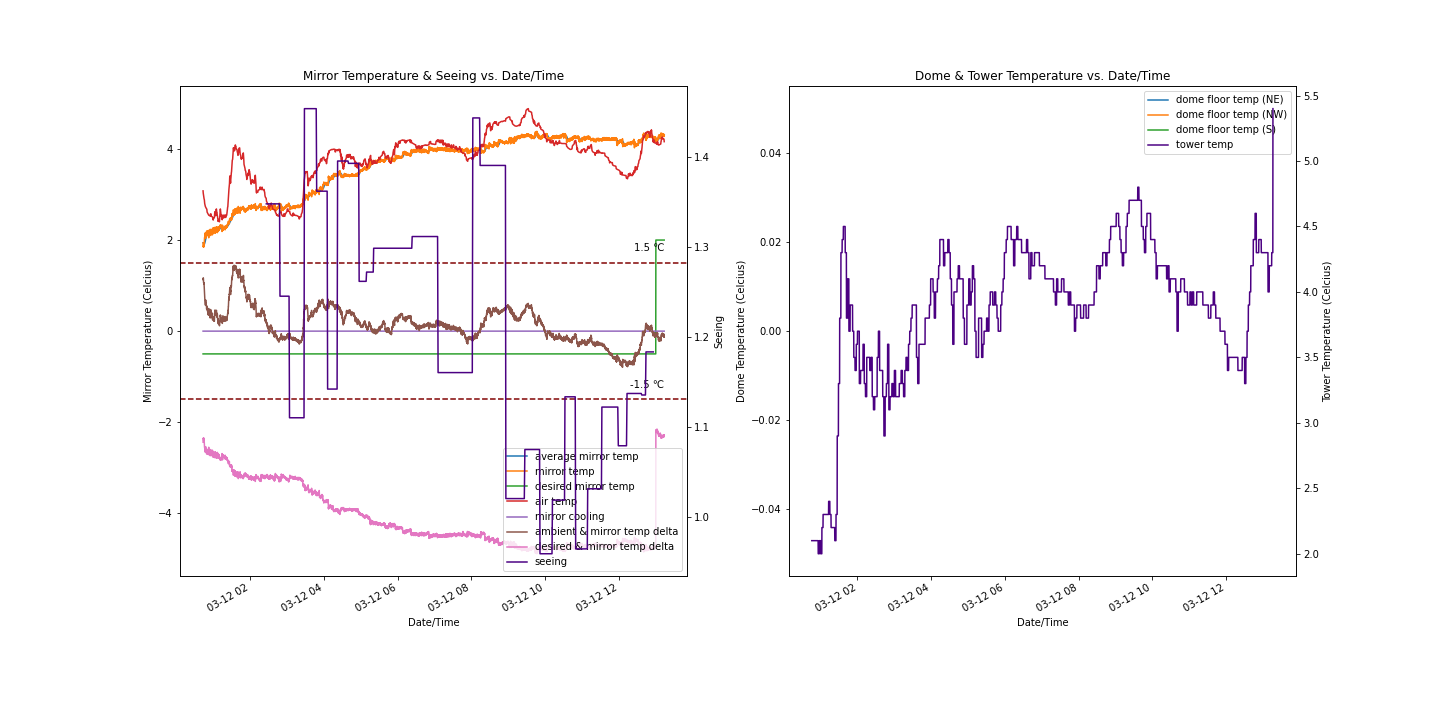 Mirror Temperature & Seeing vs. Date/Time
Mirror Temperature (Celcius)
4
2
0
−2
−4
1.5 °C
-1.5 °C
average mirror temp
mirror temp
desired mirror temp
air temp
mirror cooling
ambient & mirror temp delta
desired & mirror temp delta
seeing
1.4
1.3
1.2
1.1
1.0
Seeing
03-12 02
03-12 04
03-12 06
03-12 08
03-12 10
03-12 12
Date/Time
Dome & Tower Temperature vs. Date/Time
Dome Temperature (Celcius)
0.04
0.02
0.00
−0.02
−0.04
dome floor temp (NE)
dome floor temp (NW)
dome floor temp (S)
tower temp
5.5
5.0
4.5
4.0
3.5
3.0
2.5
2.0
Tower Temperature (Celcius)
03-12 02
03-12 04
03-12 06
03-12 08
03-12 10
03-12 12
Date/Time